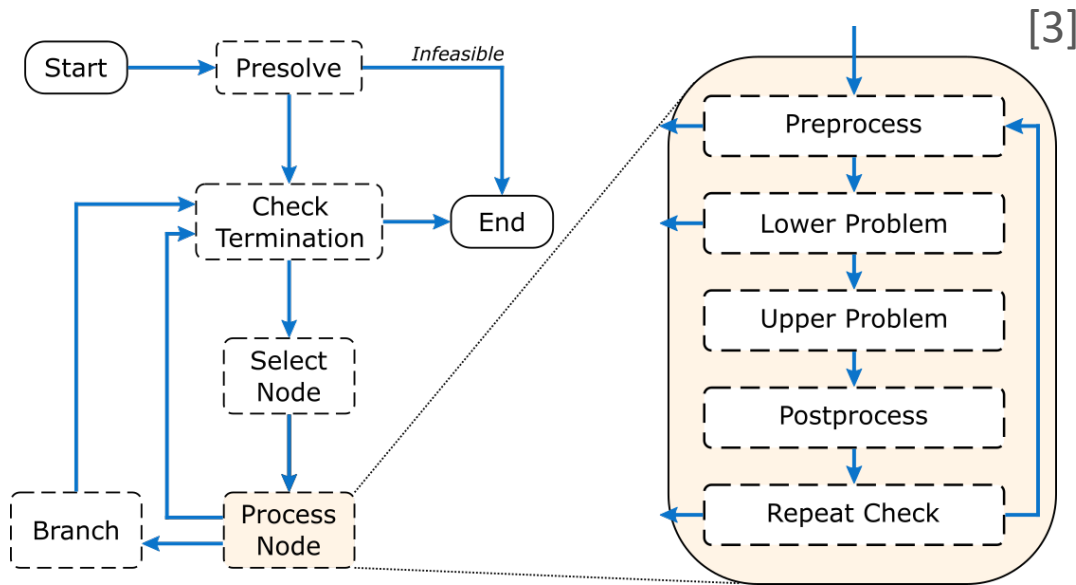 [3]
Start
Presolve
Infeasible
Check
Termination
End
Select
Node
Branch
Process
Node
Preprocess
Lower Problem
Upper Problem
Postprocess
Repeat Check